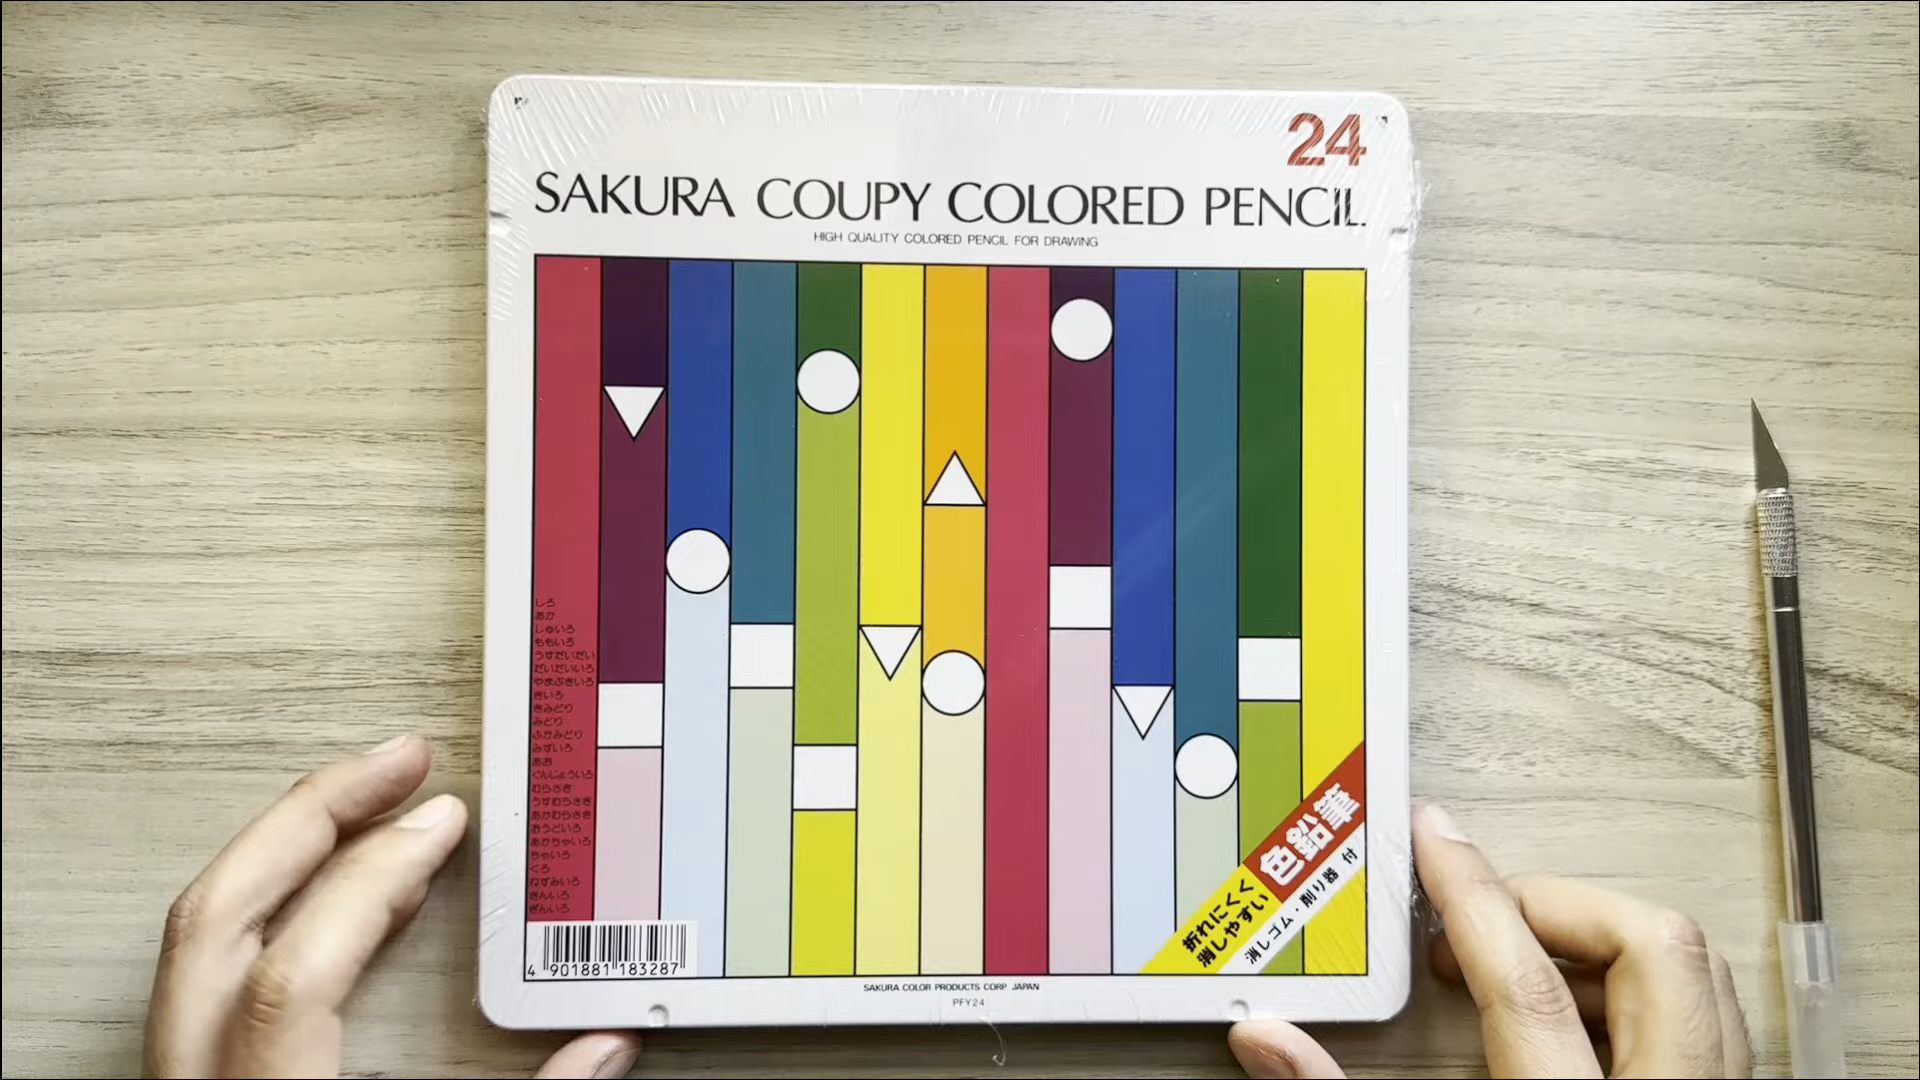 24
SAKURA COUPY COLORED PENCIL
HIGH QUALITY COLORED PENCIL FOR DRAWING
しろ
あか
しゅいろ
ももいろ
うすだいだい
だいだいいろ
やまぶきいろ
きいろ
きみどり
みどり
ふかみどり
みずいろ
あお
ぐんじょういろ
むらさき
うすむらさき
あかむらさき
おうどいろ
あかちゃいろ
ちゃいろ
くろ
ねずみいろ
きんいろ
ぎんいろ
色鉛筆
折れにくく
消しやすい
消しゴム・削り器 付
4 901881 183287
SAKURA COLOR PRODUCTS CORP. JAPAN
PFY24